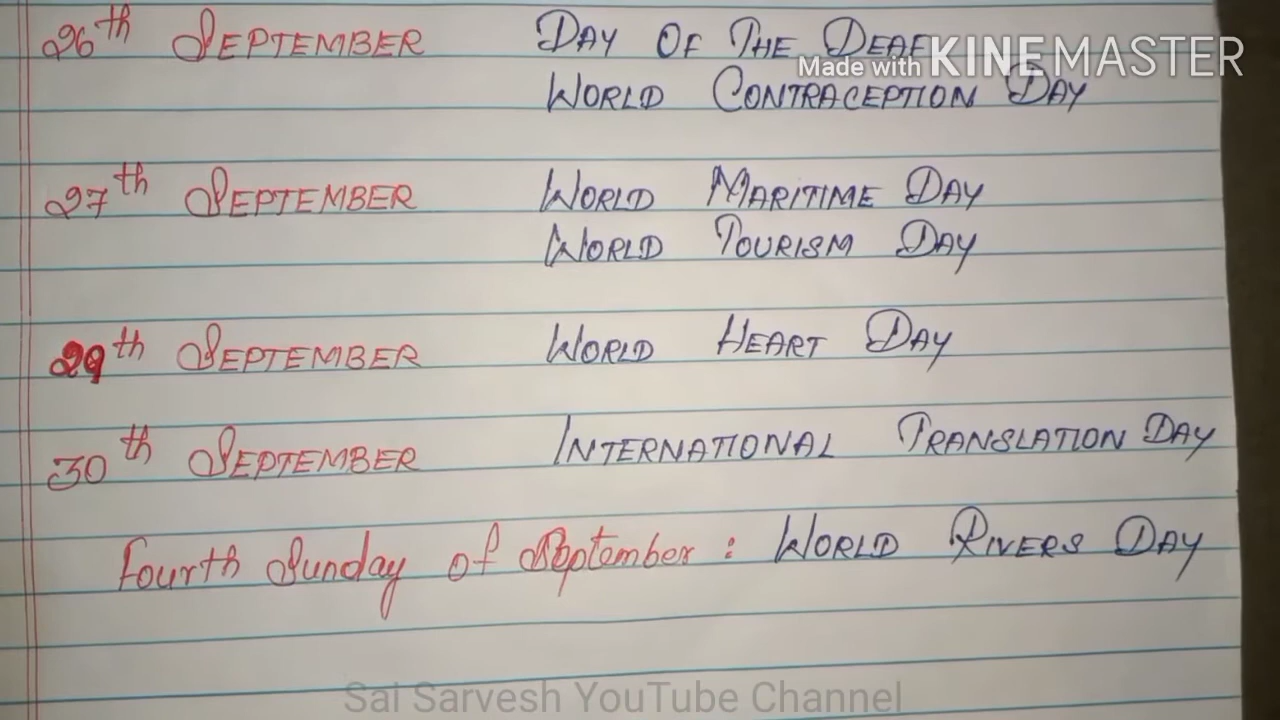 26th SEPTEMBER DAY OF THE DEAF
Made with KINEMASTER
WORLD CONTRACEPTION DAY
27th SEPTEMBER WORLD MARITIME DAY
WORLD TOURISM DAY
29th SEPTEMBER WORLD HEART DAY
30th SEPTEMBER INTERNATIONAL TRANSLATION DAY
Fourth Sunday of September : WORLD RIVERS DAY
Sai Sarvesh YouTube Channel